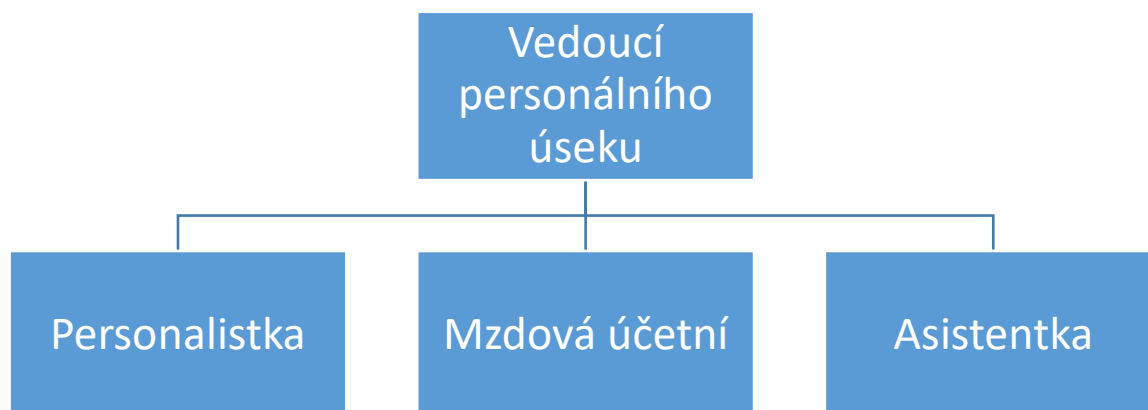 Vedoucí
personálního
úseku
Personalistka
Mzdová účetní
Asistentka